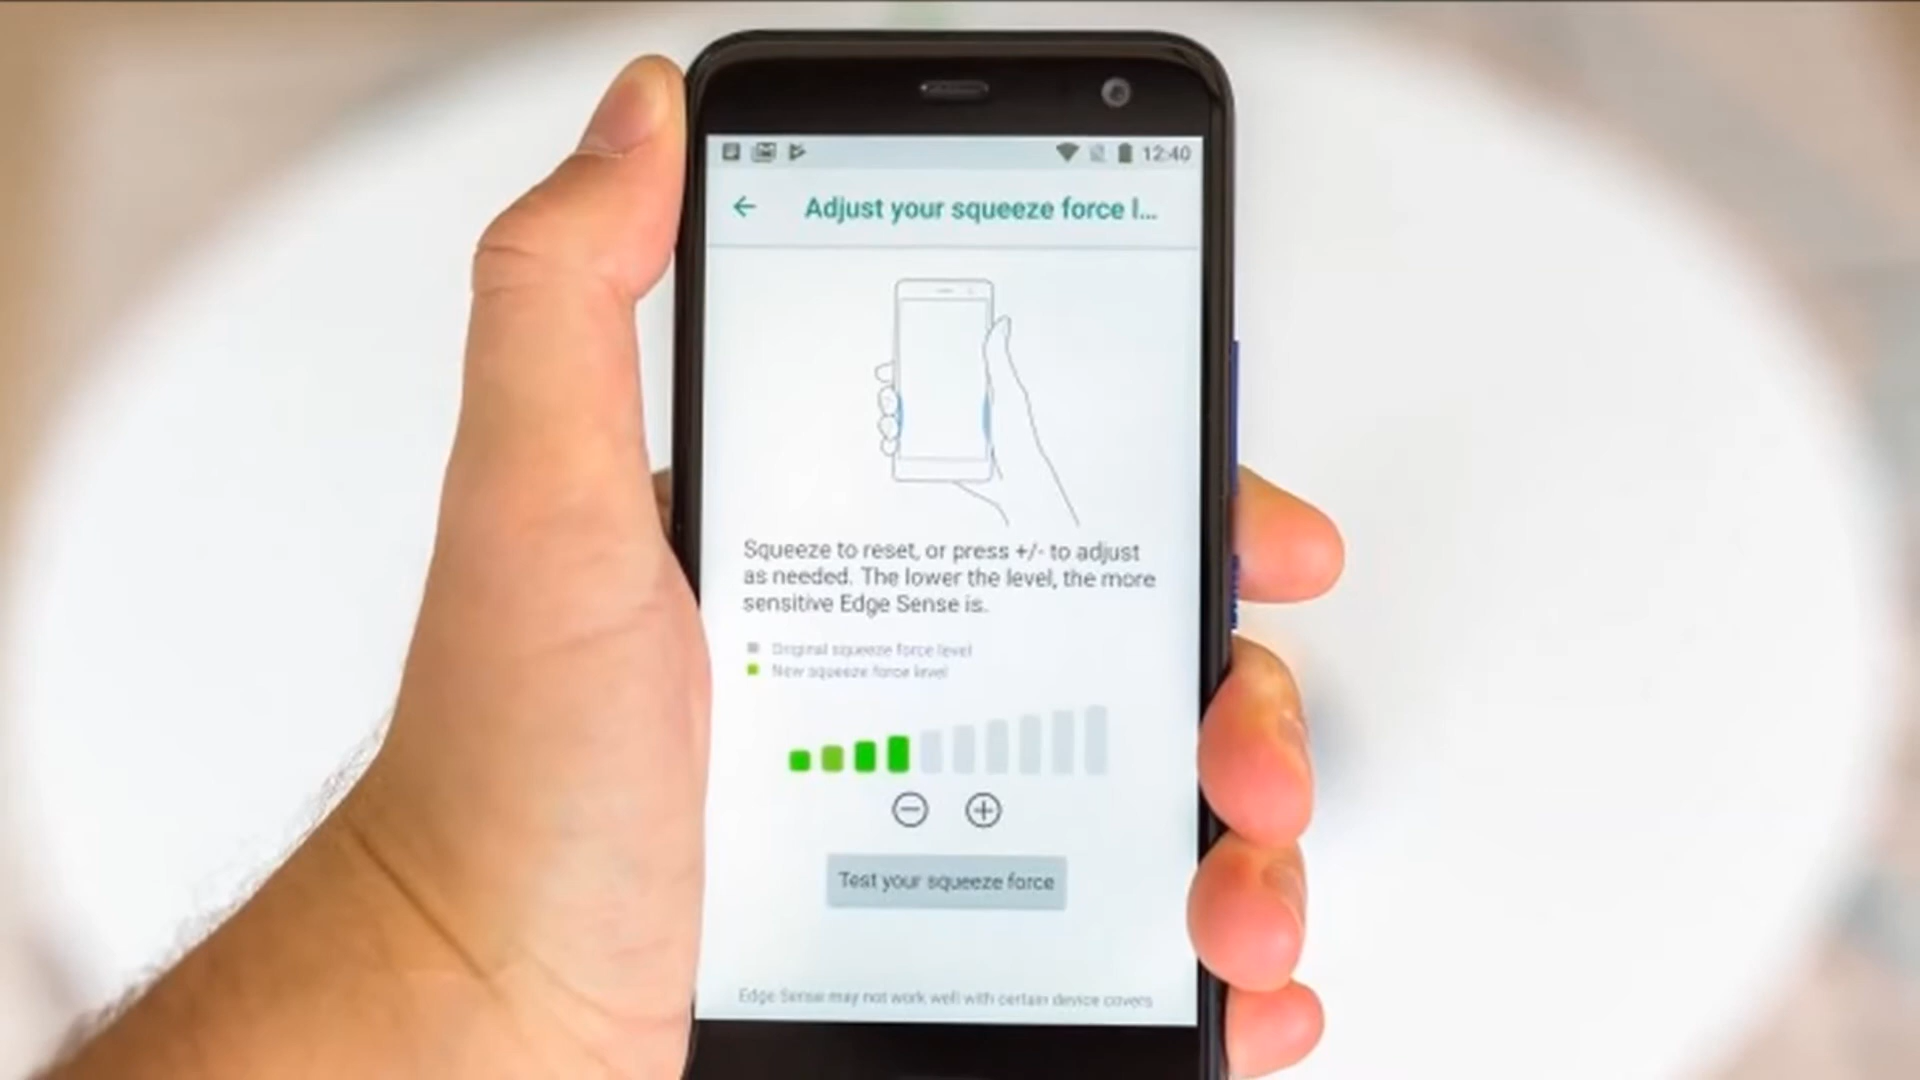 12:40
Adjust your squeeze force l...
Squeeze to reset, or press +/- to adjust
as needed. The lower the level, the more
sensitive Edge Sense is.
Original squeeze force level
New squeeze force level
Test your squeeze force
Edge Sense may not work well with certain device covers